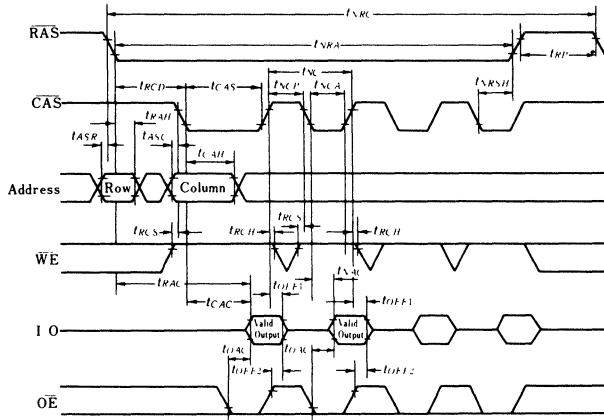 tNRC
RAS
tNRA
tRP
tRCD
tCAS
tNC
tNCP
tNCA
tNRSH
CAS
tRAH
tASR
tASC
tCAH
Address
Row
Column
tRCS
tRCS
tRCH
tRCH
WE
tRAC
tNAC
tCAC
tOFF1
tOFF1
I O
Valid Output
Valid Output
tOAC
tOAC
tOFF2
tOFF2
OE